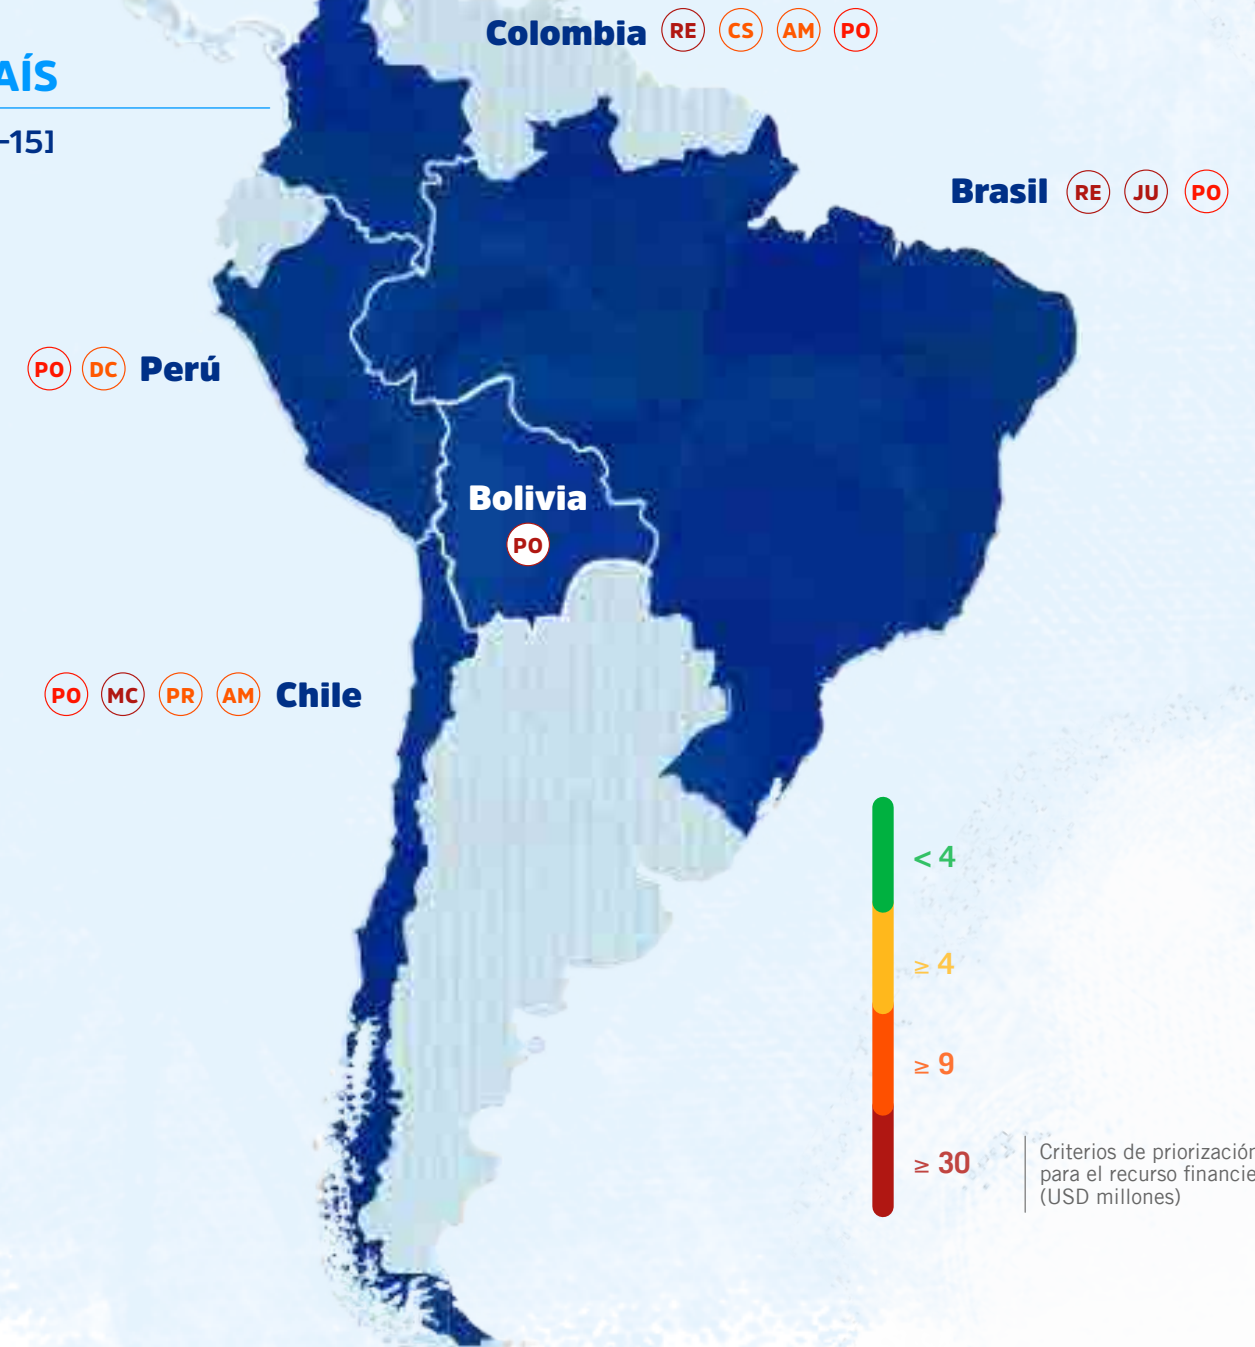 Colombia RE CS AM PO
AÍS
-15]
Brasil RE JU PO
PO DC Perú
Bolivia
PO
PO MC PR AM Chile
< 4
≥ 4
≥ 9
≥ 30
Criterios de priorización
para el recurso financie
(USD millones)